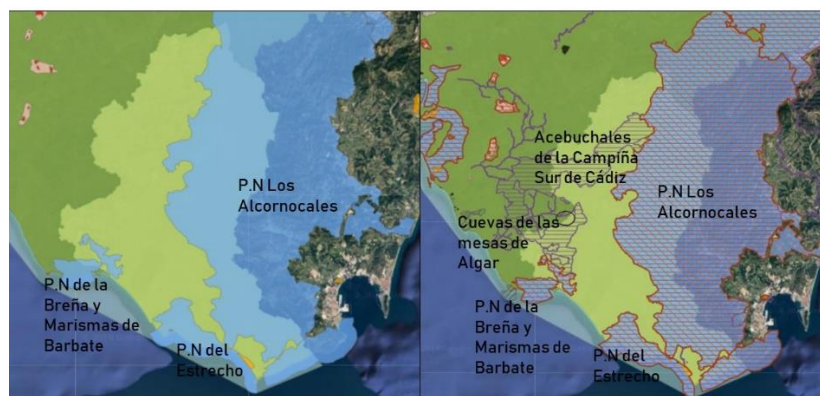 P.N Los
Alcornocales
P.N de la
Breña y
Marismas de
Barbate
P.N del
Estrecho
Acebuchales
de la Campiña
Sur de Cádiz
P.N Los
Alcornocales
Cuevas de las
mesas de
Algar
P.N de la
Breña y
Marismas de
Barbate
P.N del
Estrecho